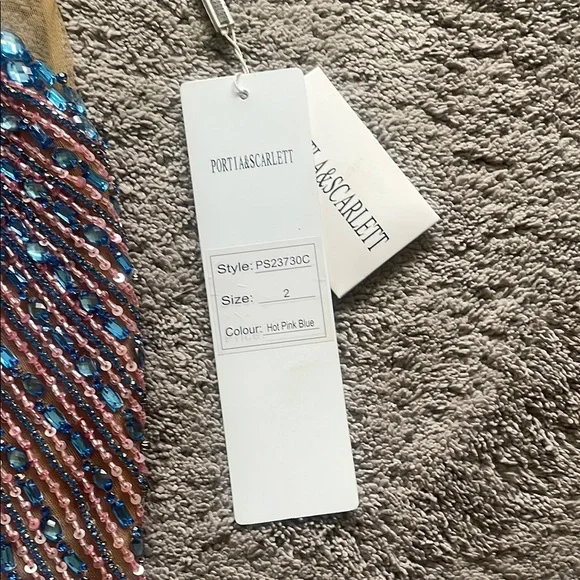 PORTIA&SCARLETT
Style: PS23730C
Size: 2
Colour: Hot Pink Blue
IA&SCARLETT